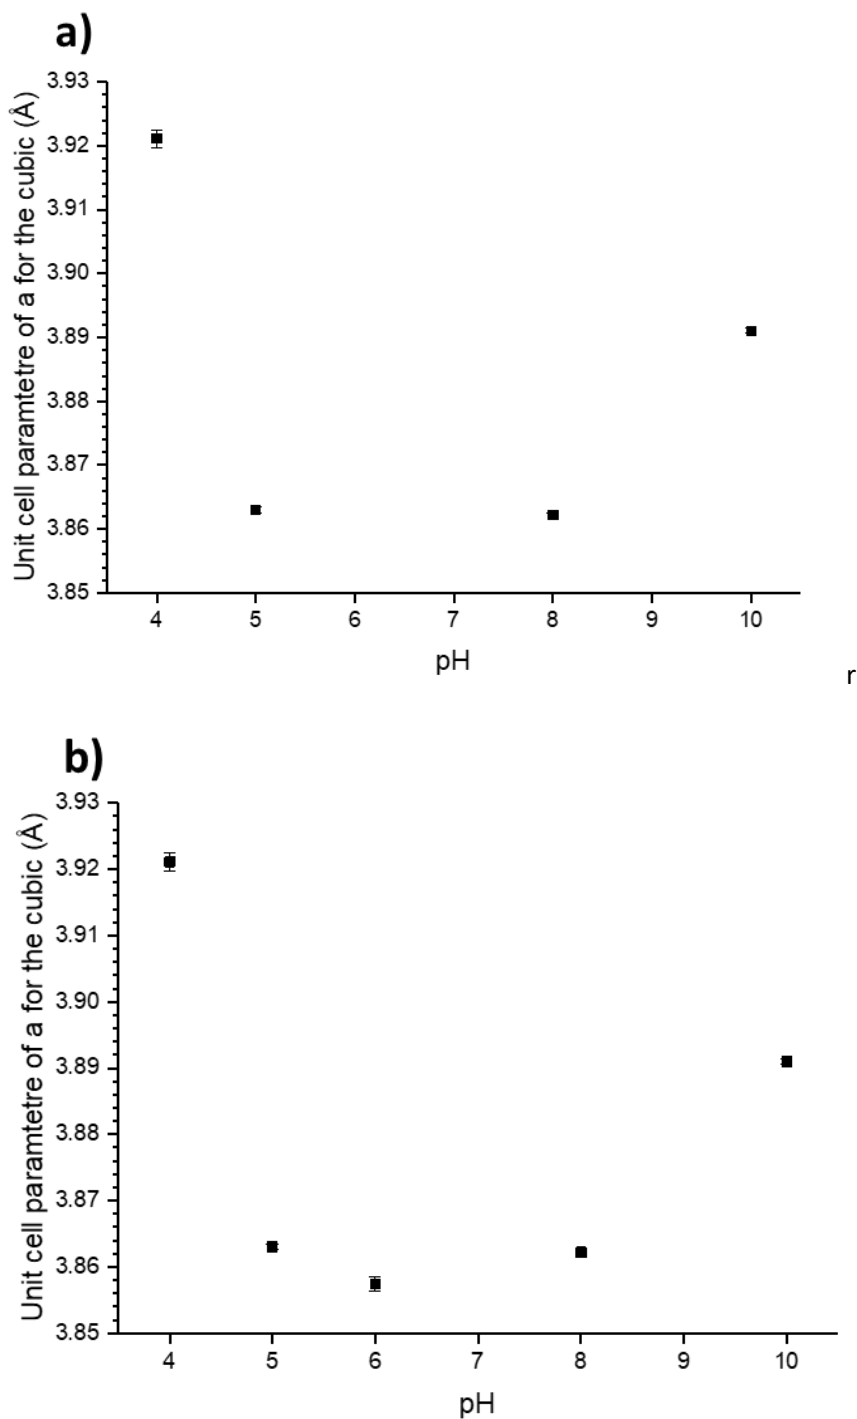 a)
Unit cell paramtetre of a for the cubic (Å)
3.93
3.92
3.91
3.90
3.89
3.88
3.87
3.86
3.85
4 5 6 7 8 9 10
pH
r
b)
Unit cell paramtetre of a for the cubic (Å)
3.93
3.92
3.91
3.90
3.89
3.88
3.87
3.86
3.85
4 5 6 7 8 9 10
pH